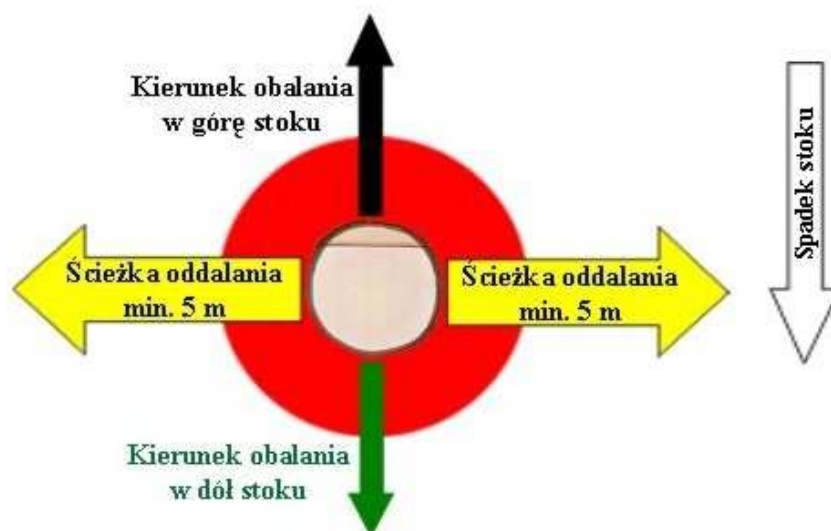 Kierunek obalania
w górę stoku
Spadek stoku
Ścieżka oddalania
min. 5 m
Ścieżka oddalania
min. 5 m
Kierunek obalania
w dół stoku